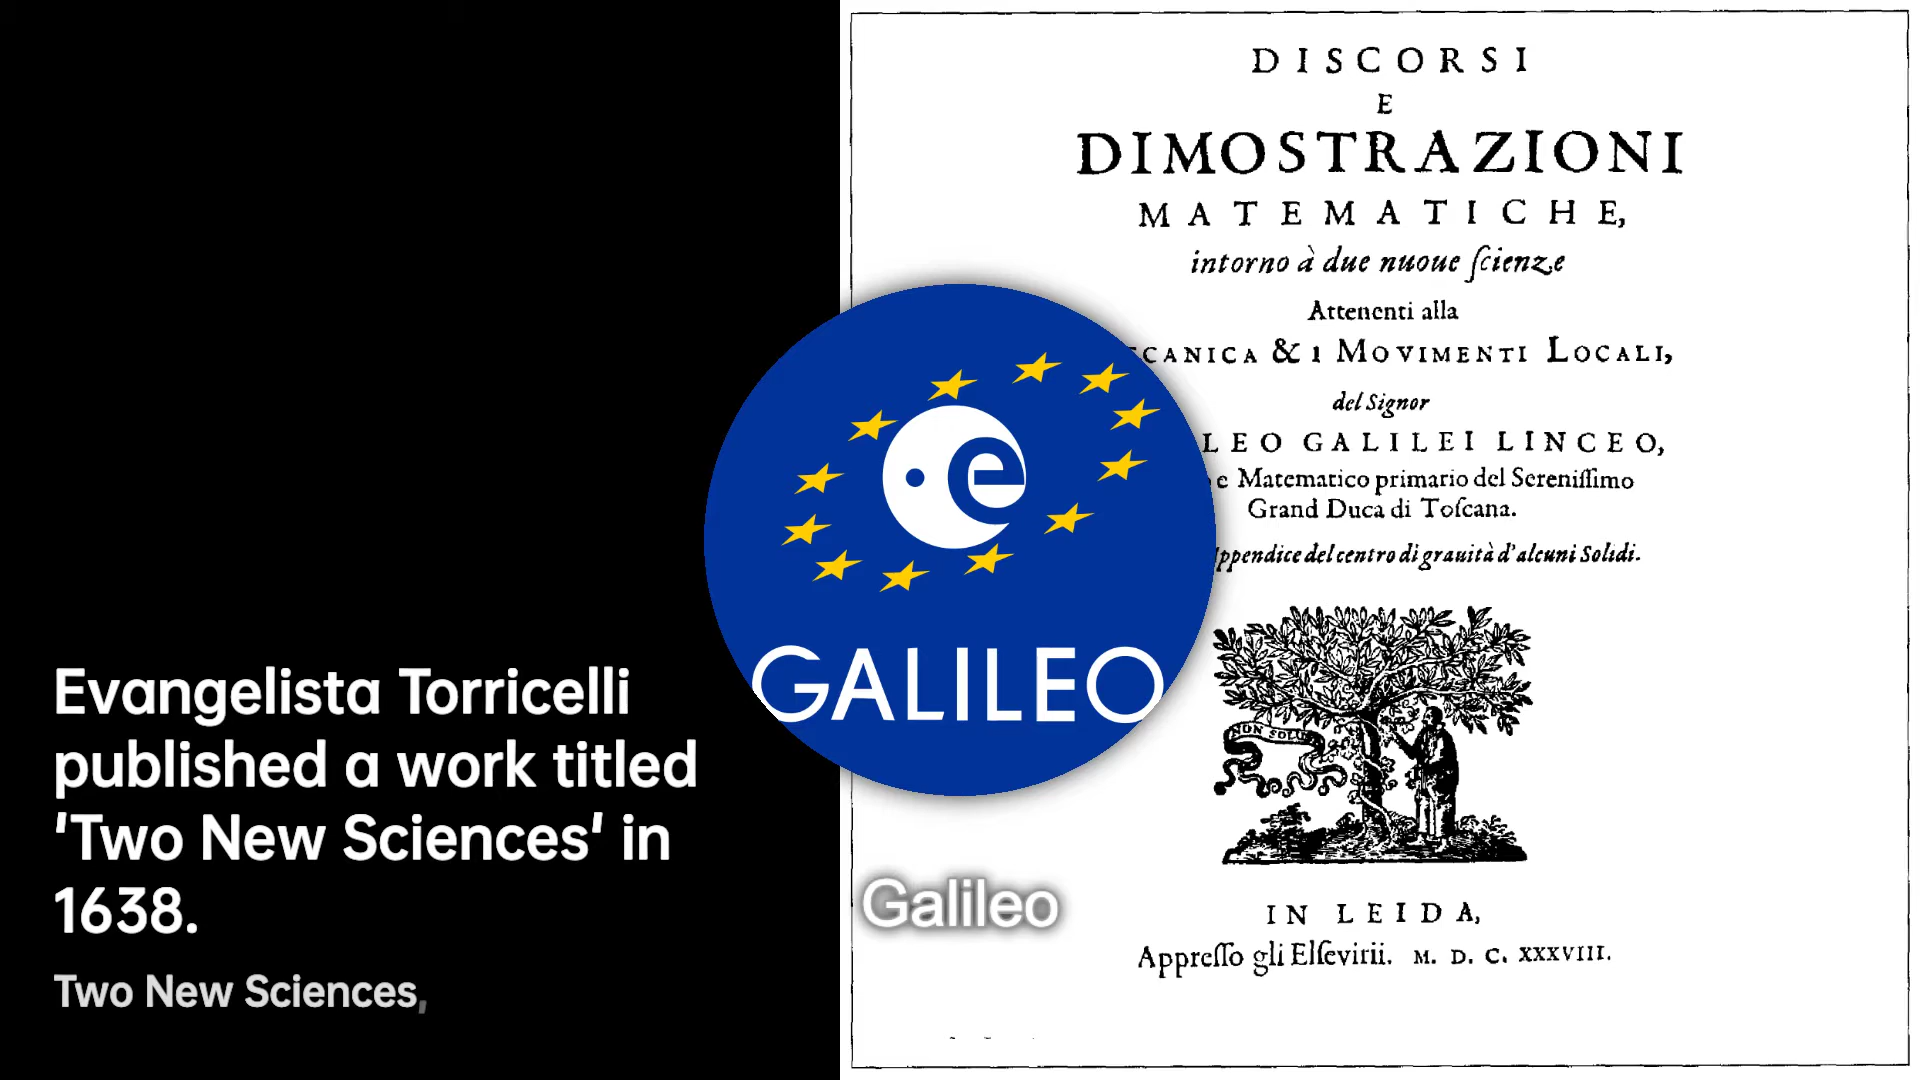 Evangelista Torricelli
published a work titled
'Two New Sciences' in
1638.
Two New Sciences,
GALILEO
Galileo
DISCORSI
E
DIMOSTRAZIONI
MATEMATICHE,
intorno à due nuoue ſcienze
Attenenti alla
CANICA & i MOVIMENTI LOCALI,
del Signor
LEO GALILEI LINCEO,
e Matematico primario del Sereniſſimo
Grand Duca di Toſcana.
ppendice del centro di grauità d'alcuni Solidi.
NON SOLUS
IN LEIDA,
Appreſſo gli Elſevirii. M. D. C. XXXVIII.